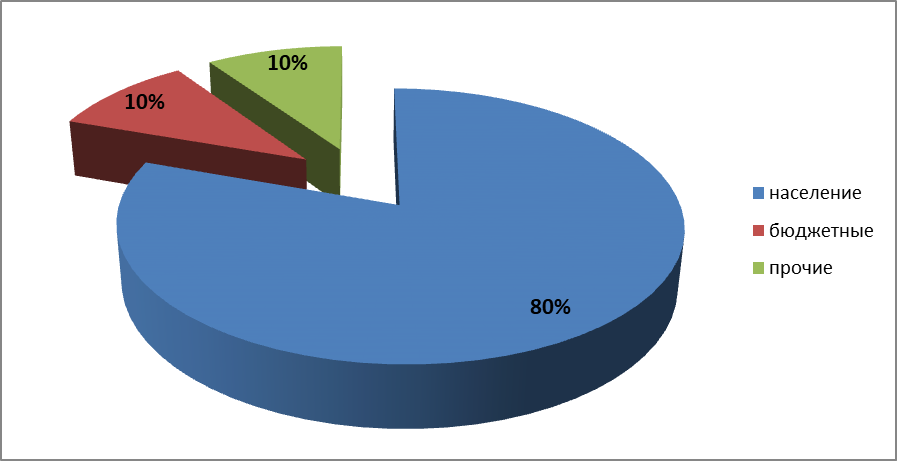 10%
10%
80%
население
бюджетные
прочие